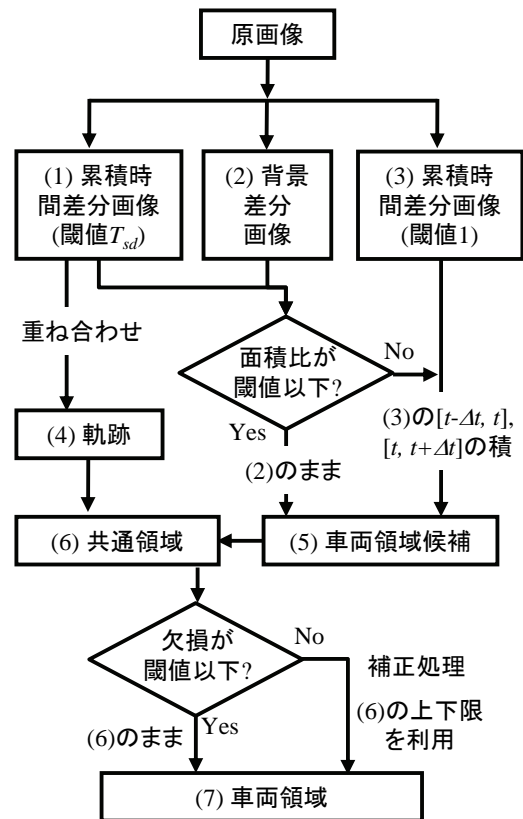 原画像
(1) 累積時
間差分画像
(閾値Tsd)
(2) 背景
差分
画像
(3) 累積時
間差分画像
(閾値1)
重ね合わせ
面積比が
閾値以下?
No
Yes
(2)のまま
(3)の[t-Δt, t],
[t, t+Δt]の積
(4) 軌跡
(6) 共通領域
(5) 車両領域候補
欠損が
閾値以下?
No
補正処理
(6)の上下限
を利用
Yes
(6)のまま
(7) 車両領域